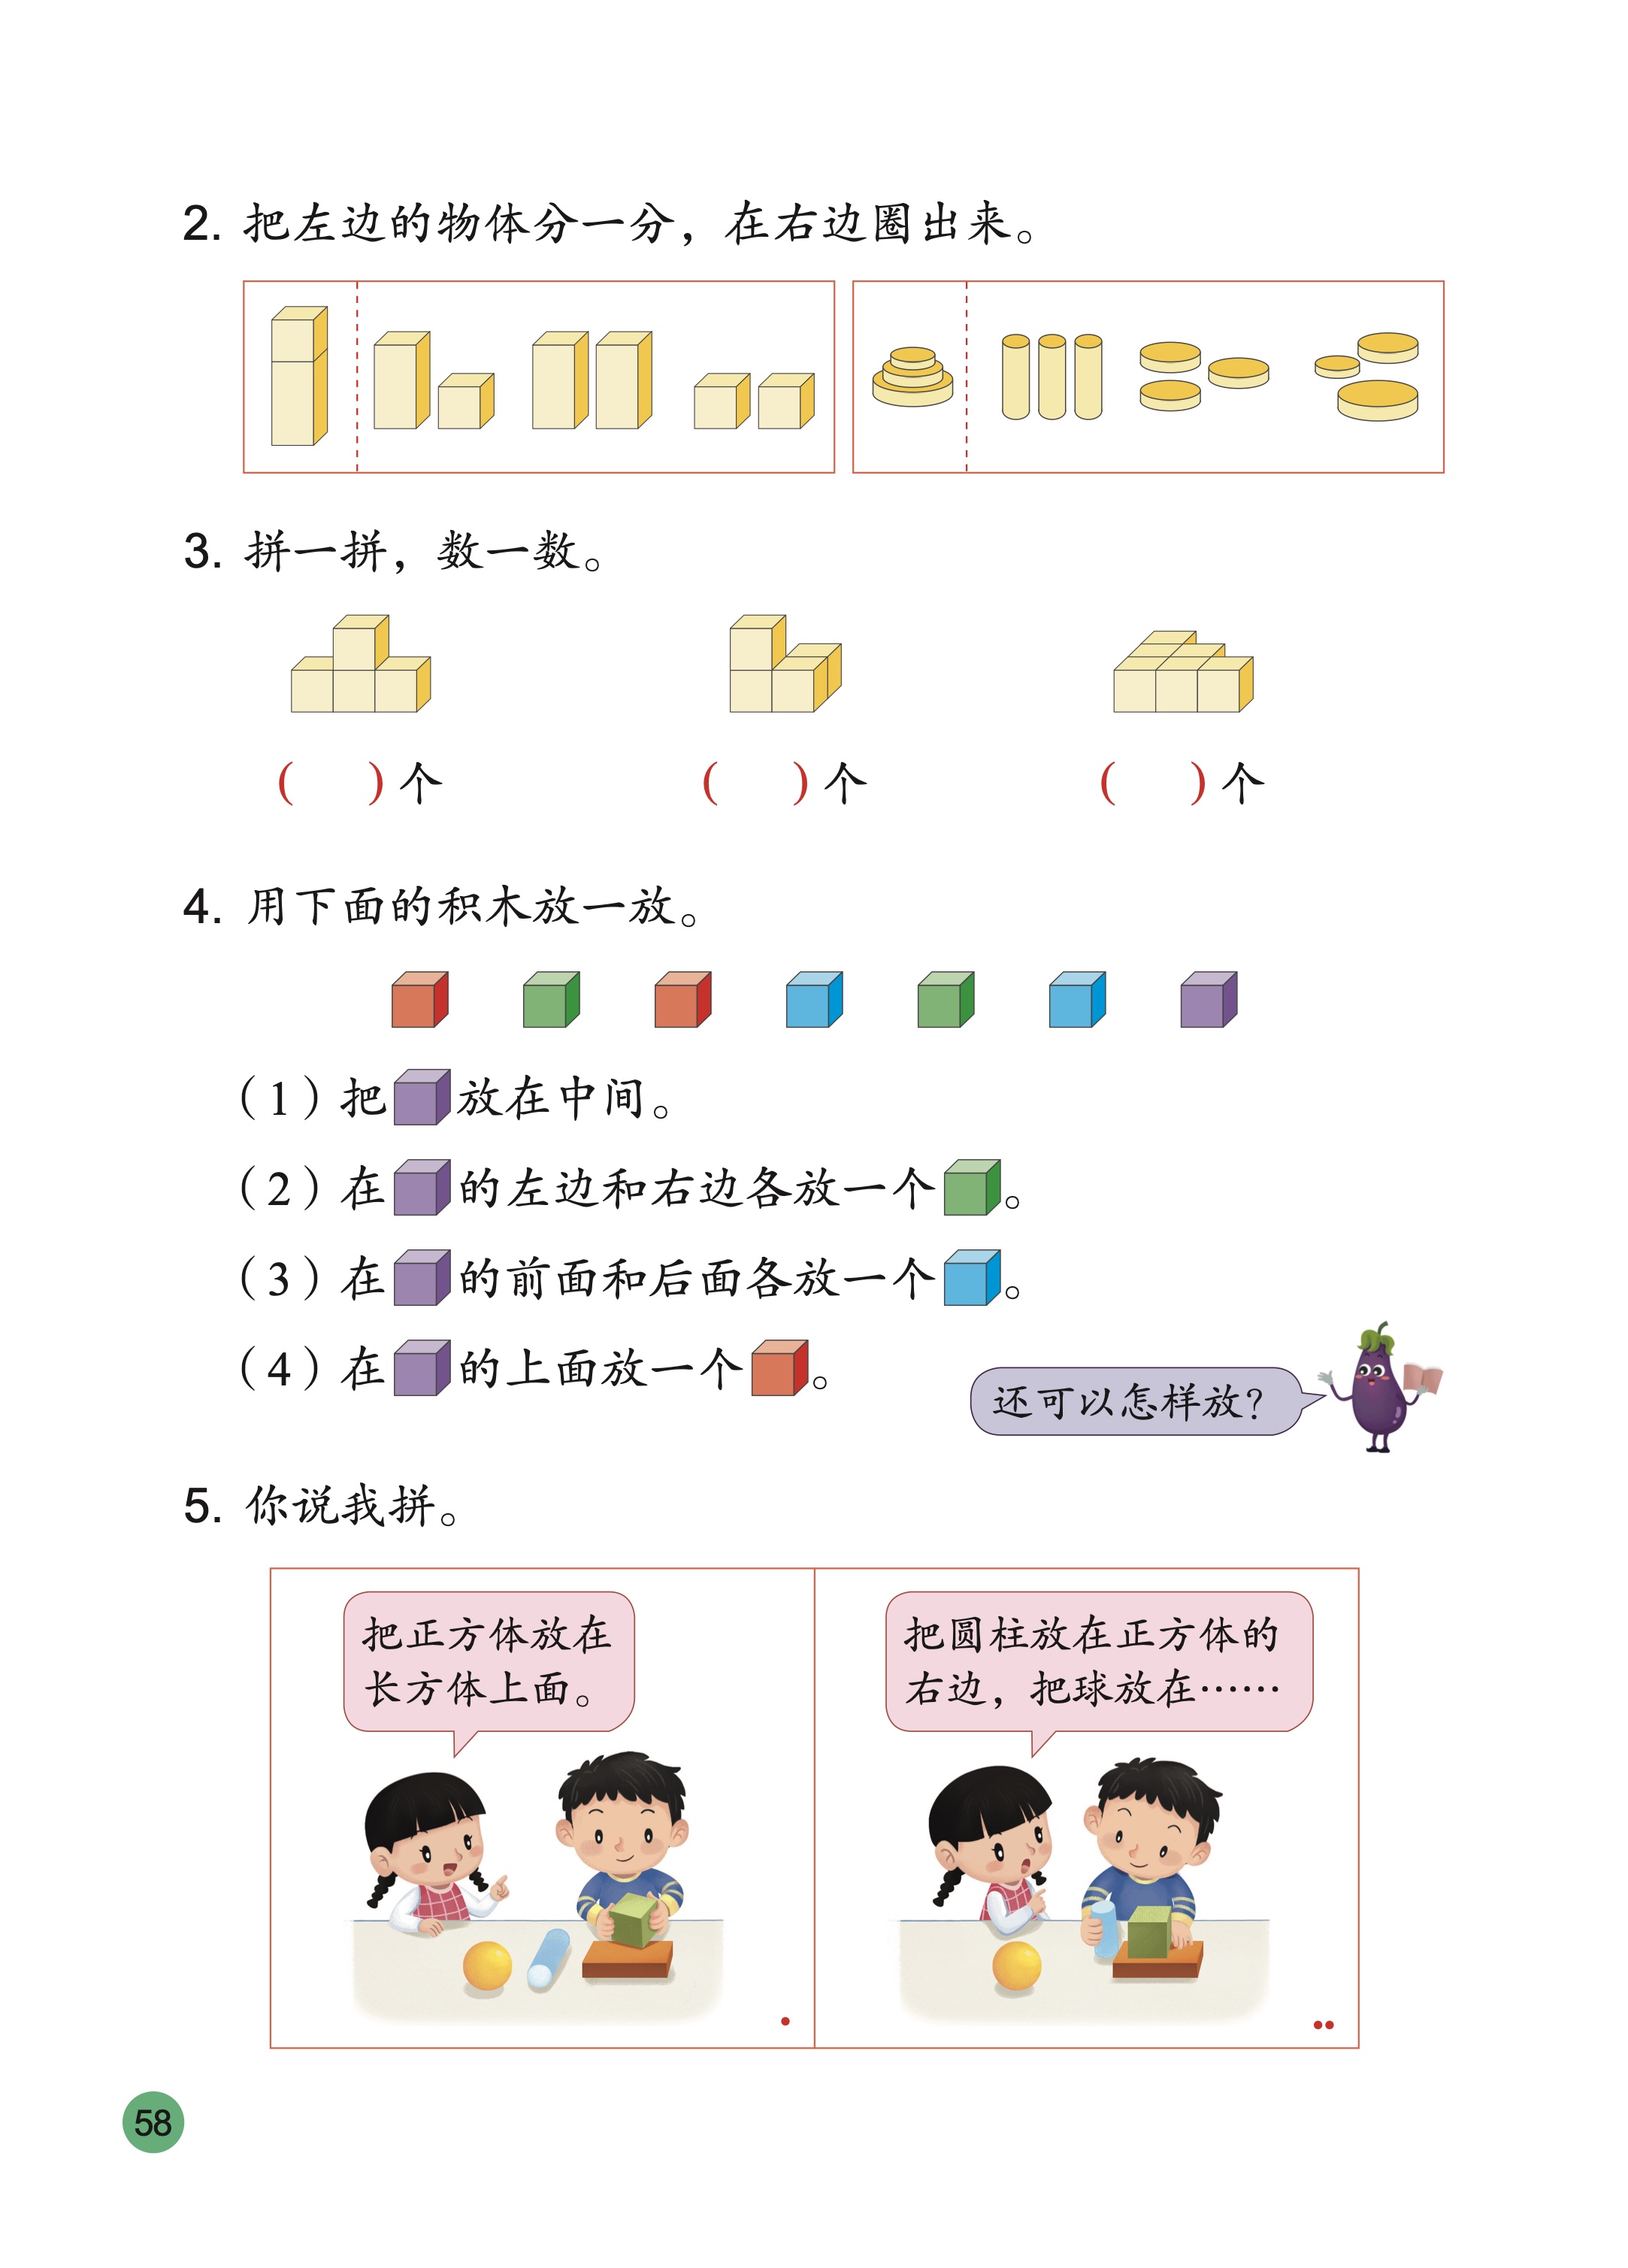 2. 把左边的物体分一分，在右边圈出来。
3. 拼一拼，数一数。
（　）个　（　）个　（　）个
4. 用下面的积木放一放。
（1）把放在中间。
（2）在的左边和右边各放一个。
（3）在的前面和后面各放一个。
（4）在的上面放一个。
还可以怎样放？
5. 你说我拼。
把正方体放在
长方体上面。
把圆柱放在正方体的
右边，把球放在……
58